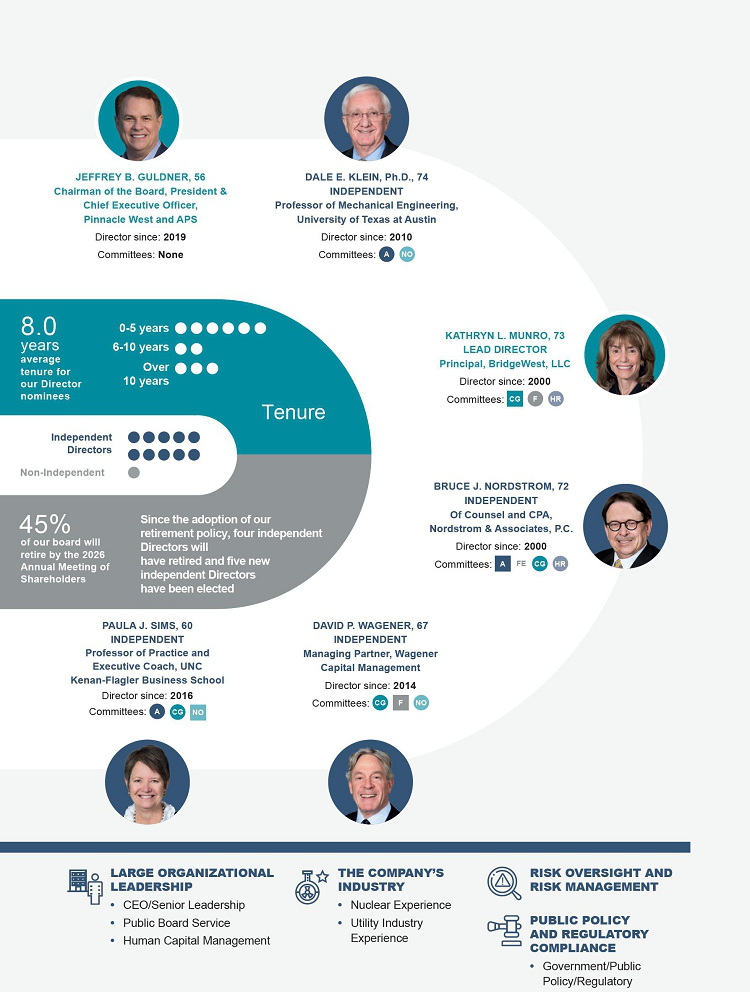 JEFFREY B. GULDNER, 56
Chairman of the Board, President &
Chief Executive Officer,
Pinnacle West and APS
Director since: 2019
Committees: None
DALE E. KLEIN, Ph.D., 74
INDEPENDENT
Professor of Mechanical Engineering,
University of Texas at Austin
Director since: 2010
Committees: A NO
8.0
years
average
tenure for
our Director
nominees
0-5 years
6-10 years
Over
10 years
Tenure
KATHRYN L. MUNRO, 73
LEAD DIRECTOR
Principal, BridgeWest, LLC
Director since: 2000
Committees: CG F HR
Independent
Directors
Non-Independent
BRUCE J. NORDSTROM, 72
INDEPENDENT
Of Counsel and CPA,
Nordstrom & Associates, P.C.
Director since: 2000
Committees: A FE CG HR
45%
of our board will
retire by the 2026
Annual Meeting of
Shareholders
Since the adoption of our
retirement policy, four independent
Directors will
have retired and five new
independent Directors
have been elected
PAULA J. SIMS, 60
INDEPENDENT
Professor of Practice and
Executive Coach, UNC
Kenan-Flagler Business School
Director since: 2016
Committees: A CG NO
DAVID P. WAGENER, 67
INDEPENDENT
Managing Partner, Wagener
Capital Management
Director since: 2014
Committees: CG F NO
LARGE ORGANIZATIONAL
LEADERSHIP
• CEO/Senior Leadership
• Public Board Service
• Human Capital Management
THE COMPANY'S
INDUSTRY
• Nuclear Experience
• Utility Industry
Experience
RISK OVERSIGHT AND
RISK MANAGEMENT
PUBLIC POLICY
AND REGULATORY
COMPLIANCE
• Government/Public
Policy/Regulatory